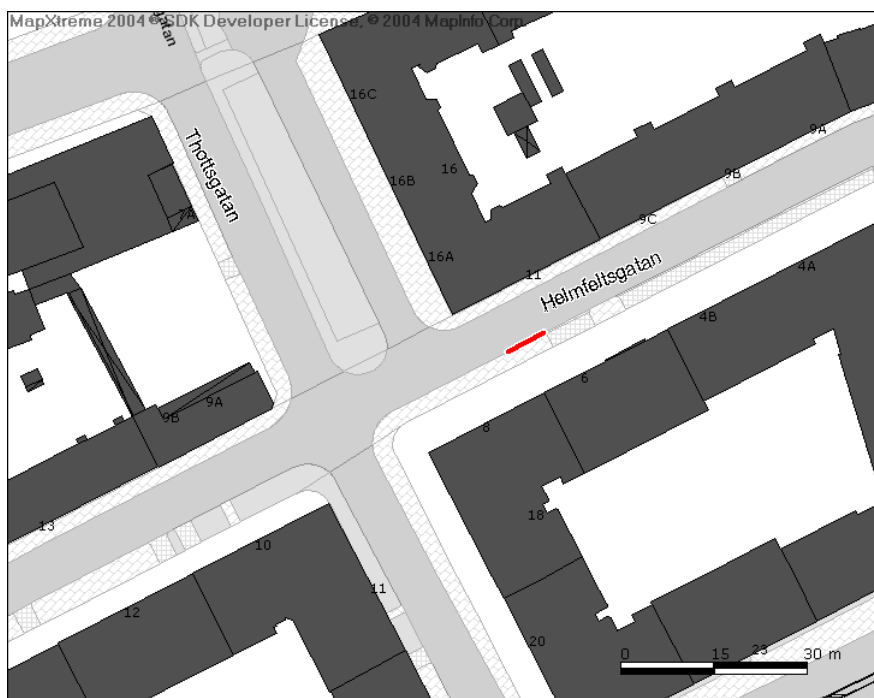 MapXtreme 2004 © SDK Developer License, © 2004 MapInfo Corp.
16C
9A
Thottsgatan
16
9B
16B
7A
9C
16A
11
Helmfeltsgatan
4A
4B
6
9A
9B
8
18
13
10
11
12
20
23
0 15 30 m